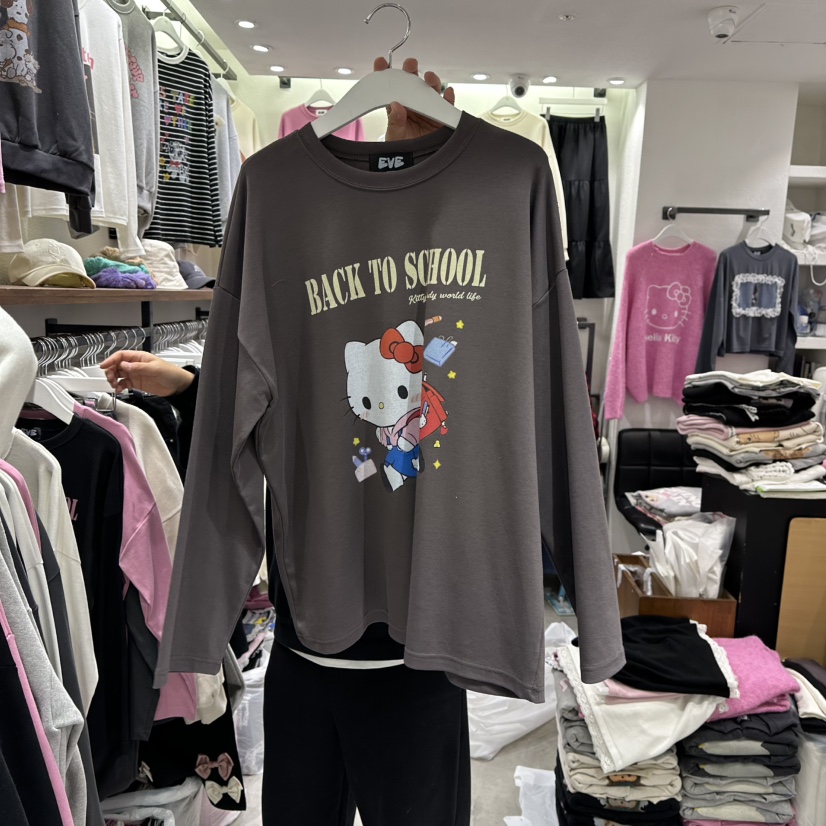 EVE
BACK TO SCHOOL
Kitty
world life
Hello Kitty